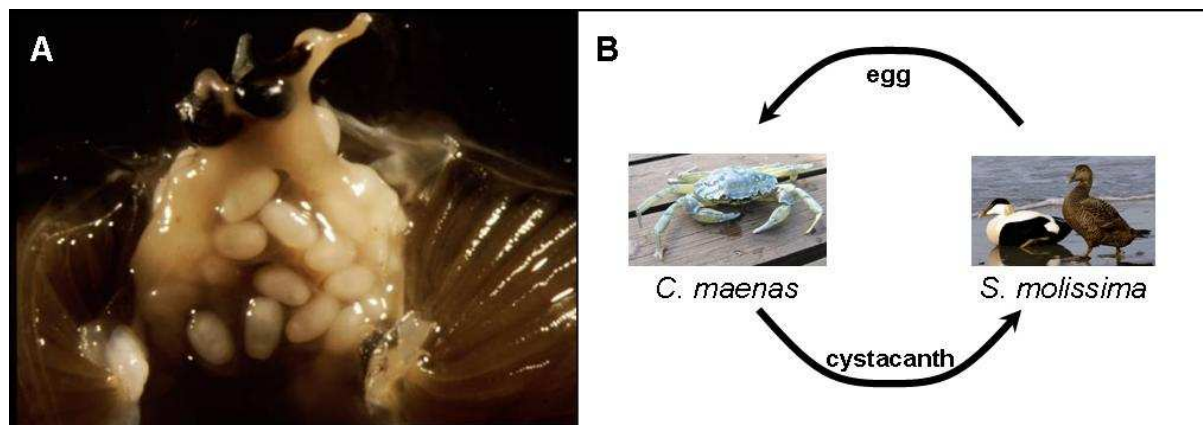 A
B
egg
C. maenas
S. molissima
cystacanth